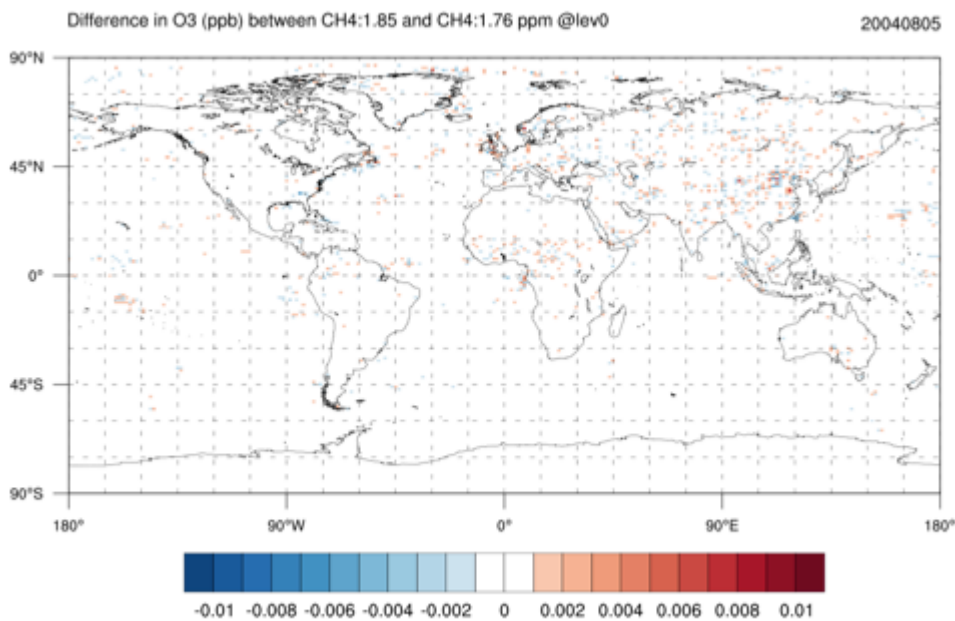 Difference in O3 (ppb) between CH4:1.85 and CH4:1.76 ppm @lev0 20040805
90°N
45°N
0°
45°S
90°S
180° 90°W 0° 90°E 180°
-0.01 -0.008 -0.006 -0.004 -0.002 0 0.002 0.004 0.006 0.008 0.01